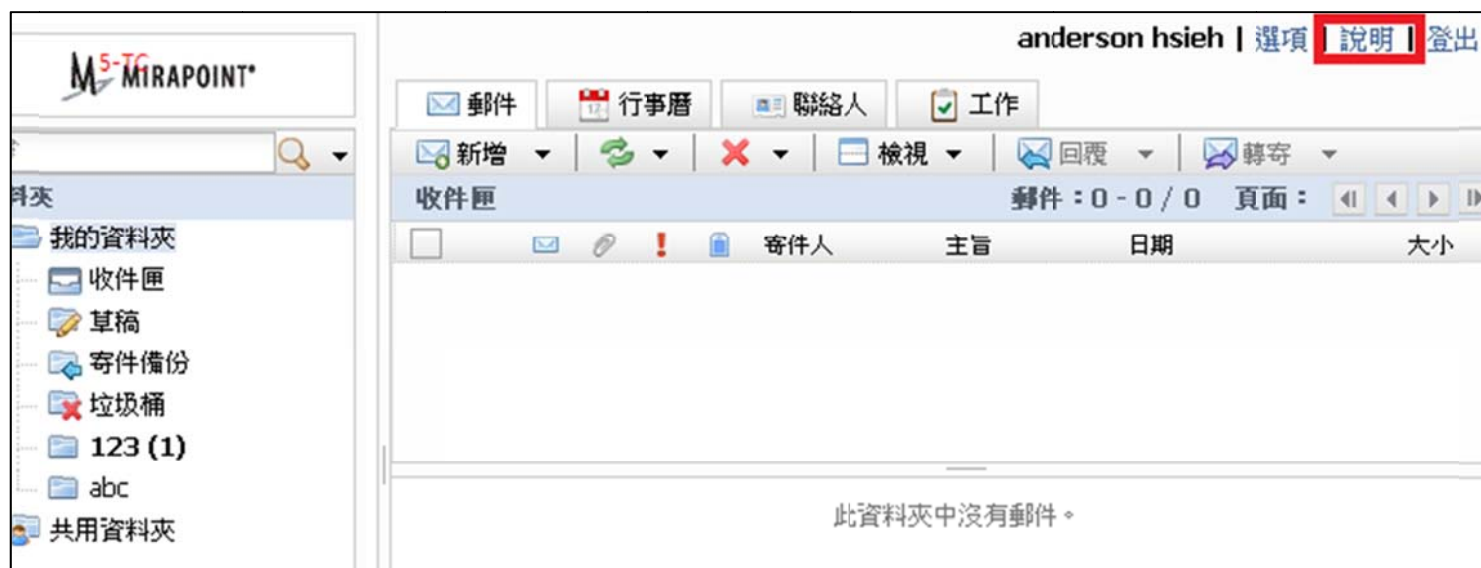 anderson hsieh | 選項 | 說明 | 登出
5-TC
MIRAPOINT
郵件 行事曆 聯絡人 工作
新增 檢視 回覆 轉寄
料夾
收件匣 郵件：0 - 0 / 0 頁面：
寄件人 主旨 日期 大小
我的資料夾
收件匣
草稿
寄件備份
垃圾桶
123 (1)
abc
共用資料夾
此資料夾中沒有郵件。